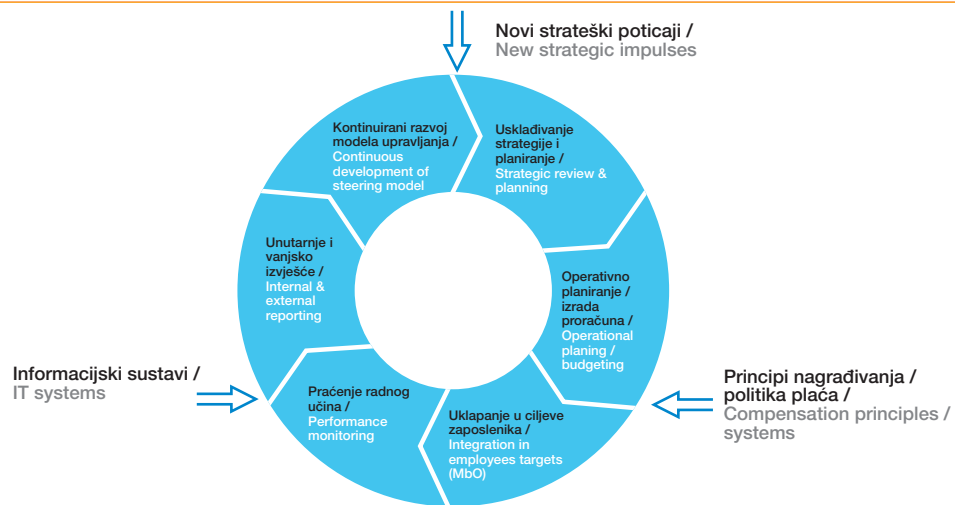 Novi strateški poticaji /
New strategic impulses
Kontinuirani razvoj
modela upravljanja /
Continuous
development of
steering model
Usklađivanje
strategije i
planiranje /
Strategic review &
planning
Unutarnje i
vanjsko
izvješće /
Internal &
external
reporting
Operativno
planiranje /
izrada
proračuna /
Operational
planing /
budgeting
Informacijski sustavi /
IT systems
Praćenje radnog
učina /
Performance
monitoring
Uklapanje u ciljeve
zaposlenika /
Integration in
employees targets
(MbO)
Principi nagrađivanja /
politika plaća /
Compensation principles /
systems